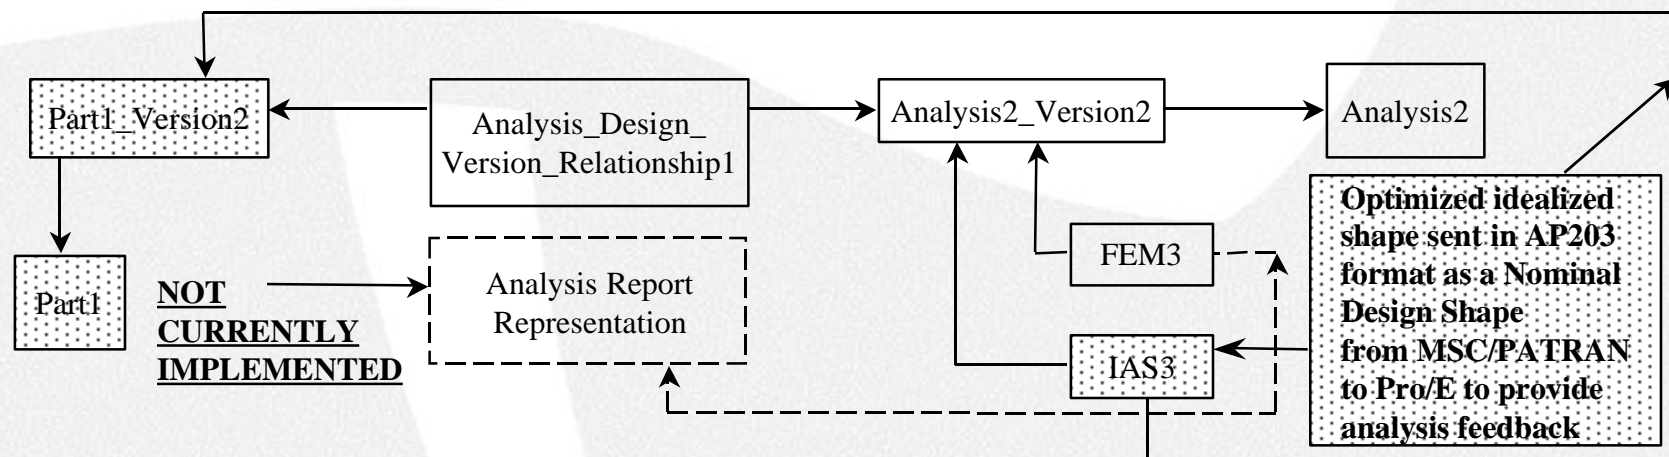 Part1_Version2
Analysis_Design_
Version_Relationship1
Analysis2_Version2
Analysis2
Part1
NOT
CURRENTLY
IMPLEMENTED
Analysis Report
Representation
FEM3
IAS3
Optimized idealized
shape sent in AP203
format as a Nominal
Design Shape
from MSC/PATRAN
to Pro/E to provide
analysis feedback